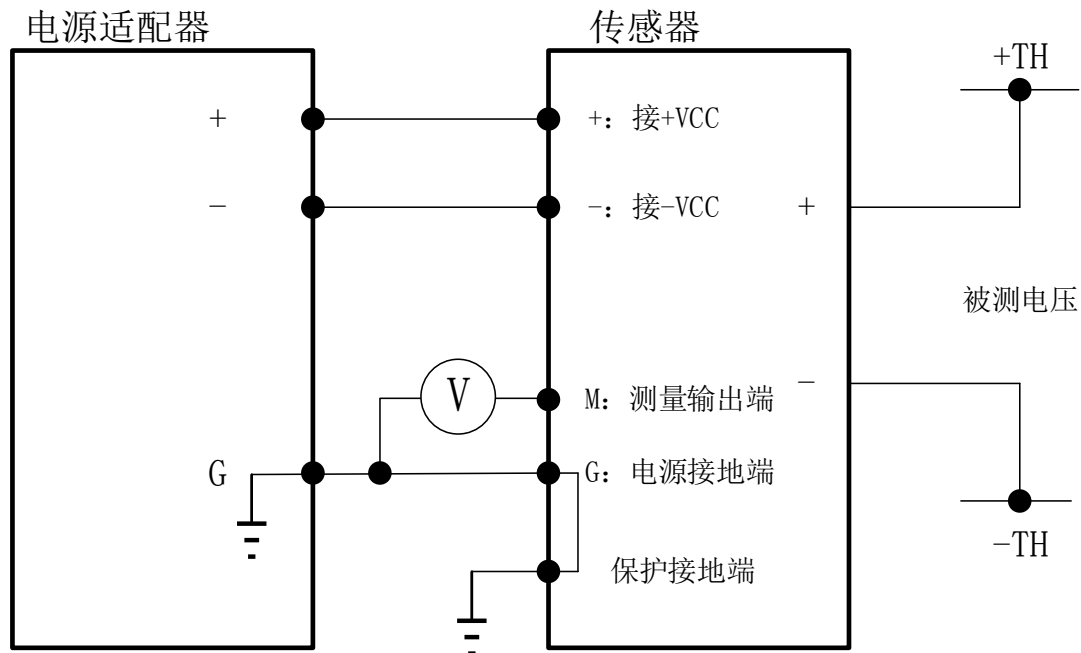 电源适配器
传感器
+TH
+
+：接+VCC
−
−：接−VCC
+
被测电压
V
M：测量输出端
−
G
G：电源接地端
−TH
保护接地端